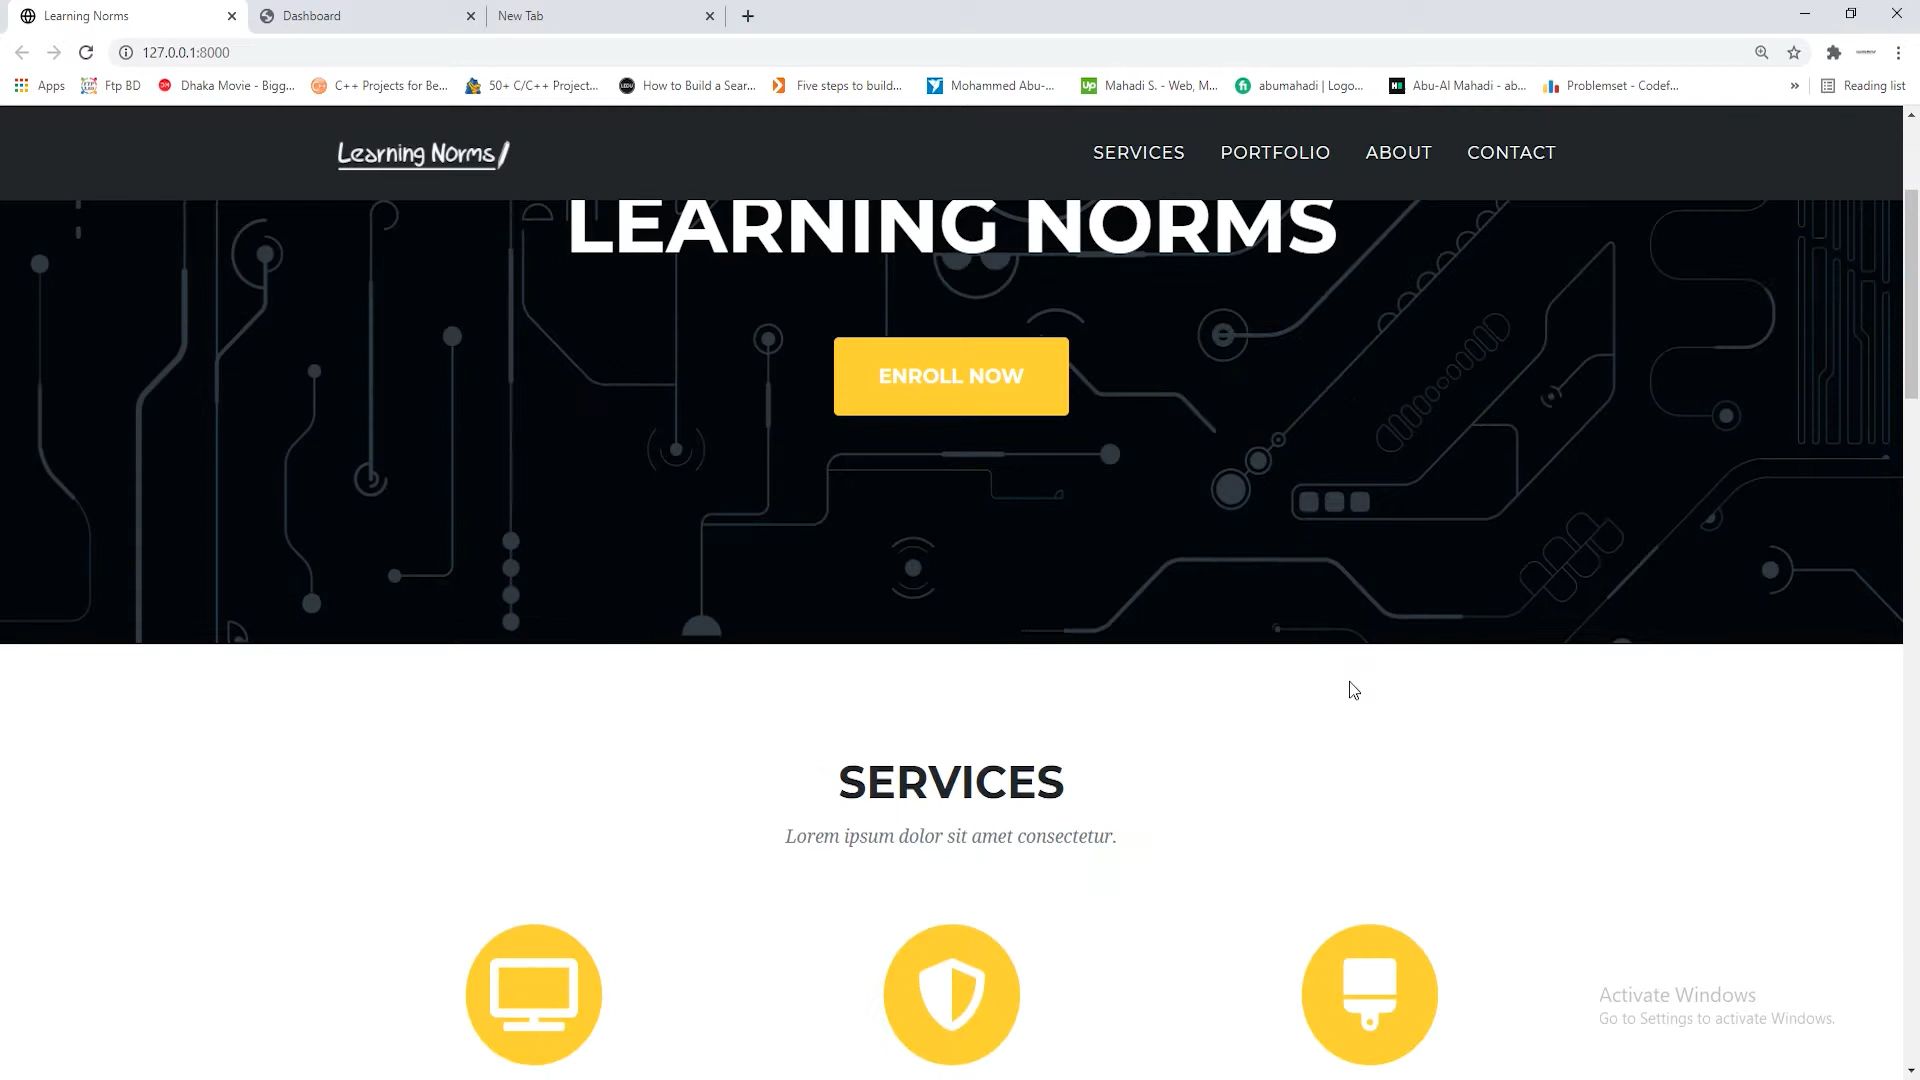 Learning Norms
Dashboard
New Tab
127.0.0.1:8000
Apps
Ftp BD
Dhaka Movie - Bigg...
C++ Projects for Be...
50+ C/C++ Project...
How to Build a Sear...
Five steps to build...
Mohammed Abu-...
Mahadi S. - Web, M...
abumahadi | Logo...
Abu-Al Mahadi - ab...
Problemset - Codef...
»
Reading list
Learning Norms
SERVICES
PORTFOLIO
ABOUT
CONTACT
LEARNING NORMS
ENROLL NOW
SERVICES
Lorem ipsum dolor sit amet consectetur.
Activate Windows
Go to Settings to activate Windows.